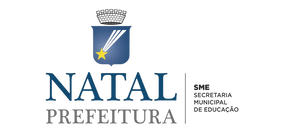 NATAL
PREFEITURA
SME
SECRETARIA
MUNICIPAL
DE EDUCAÇÃO